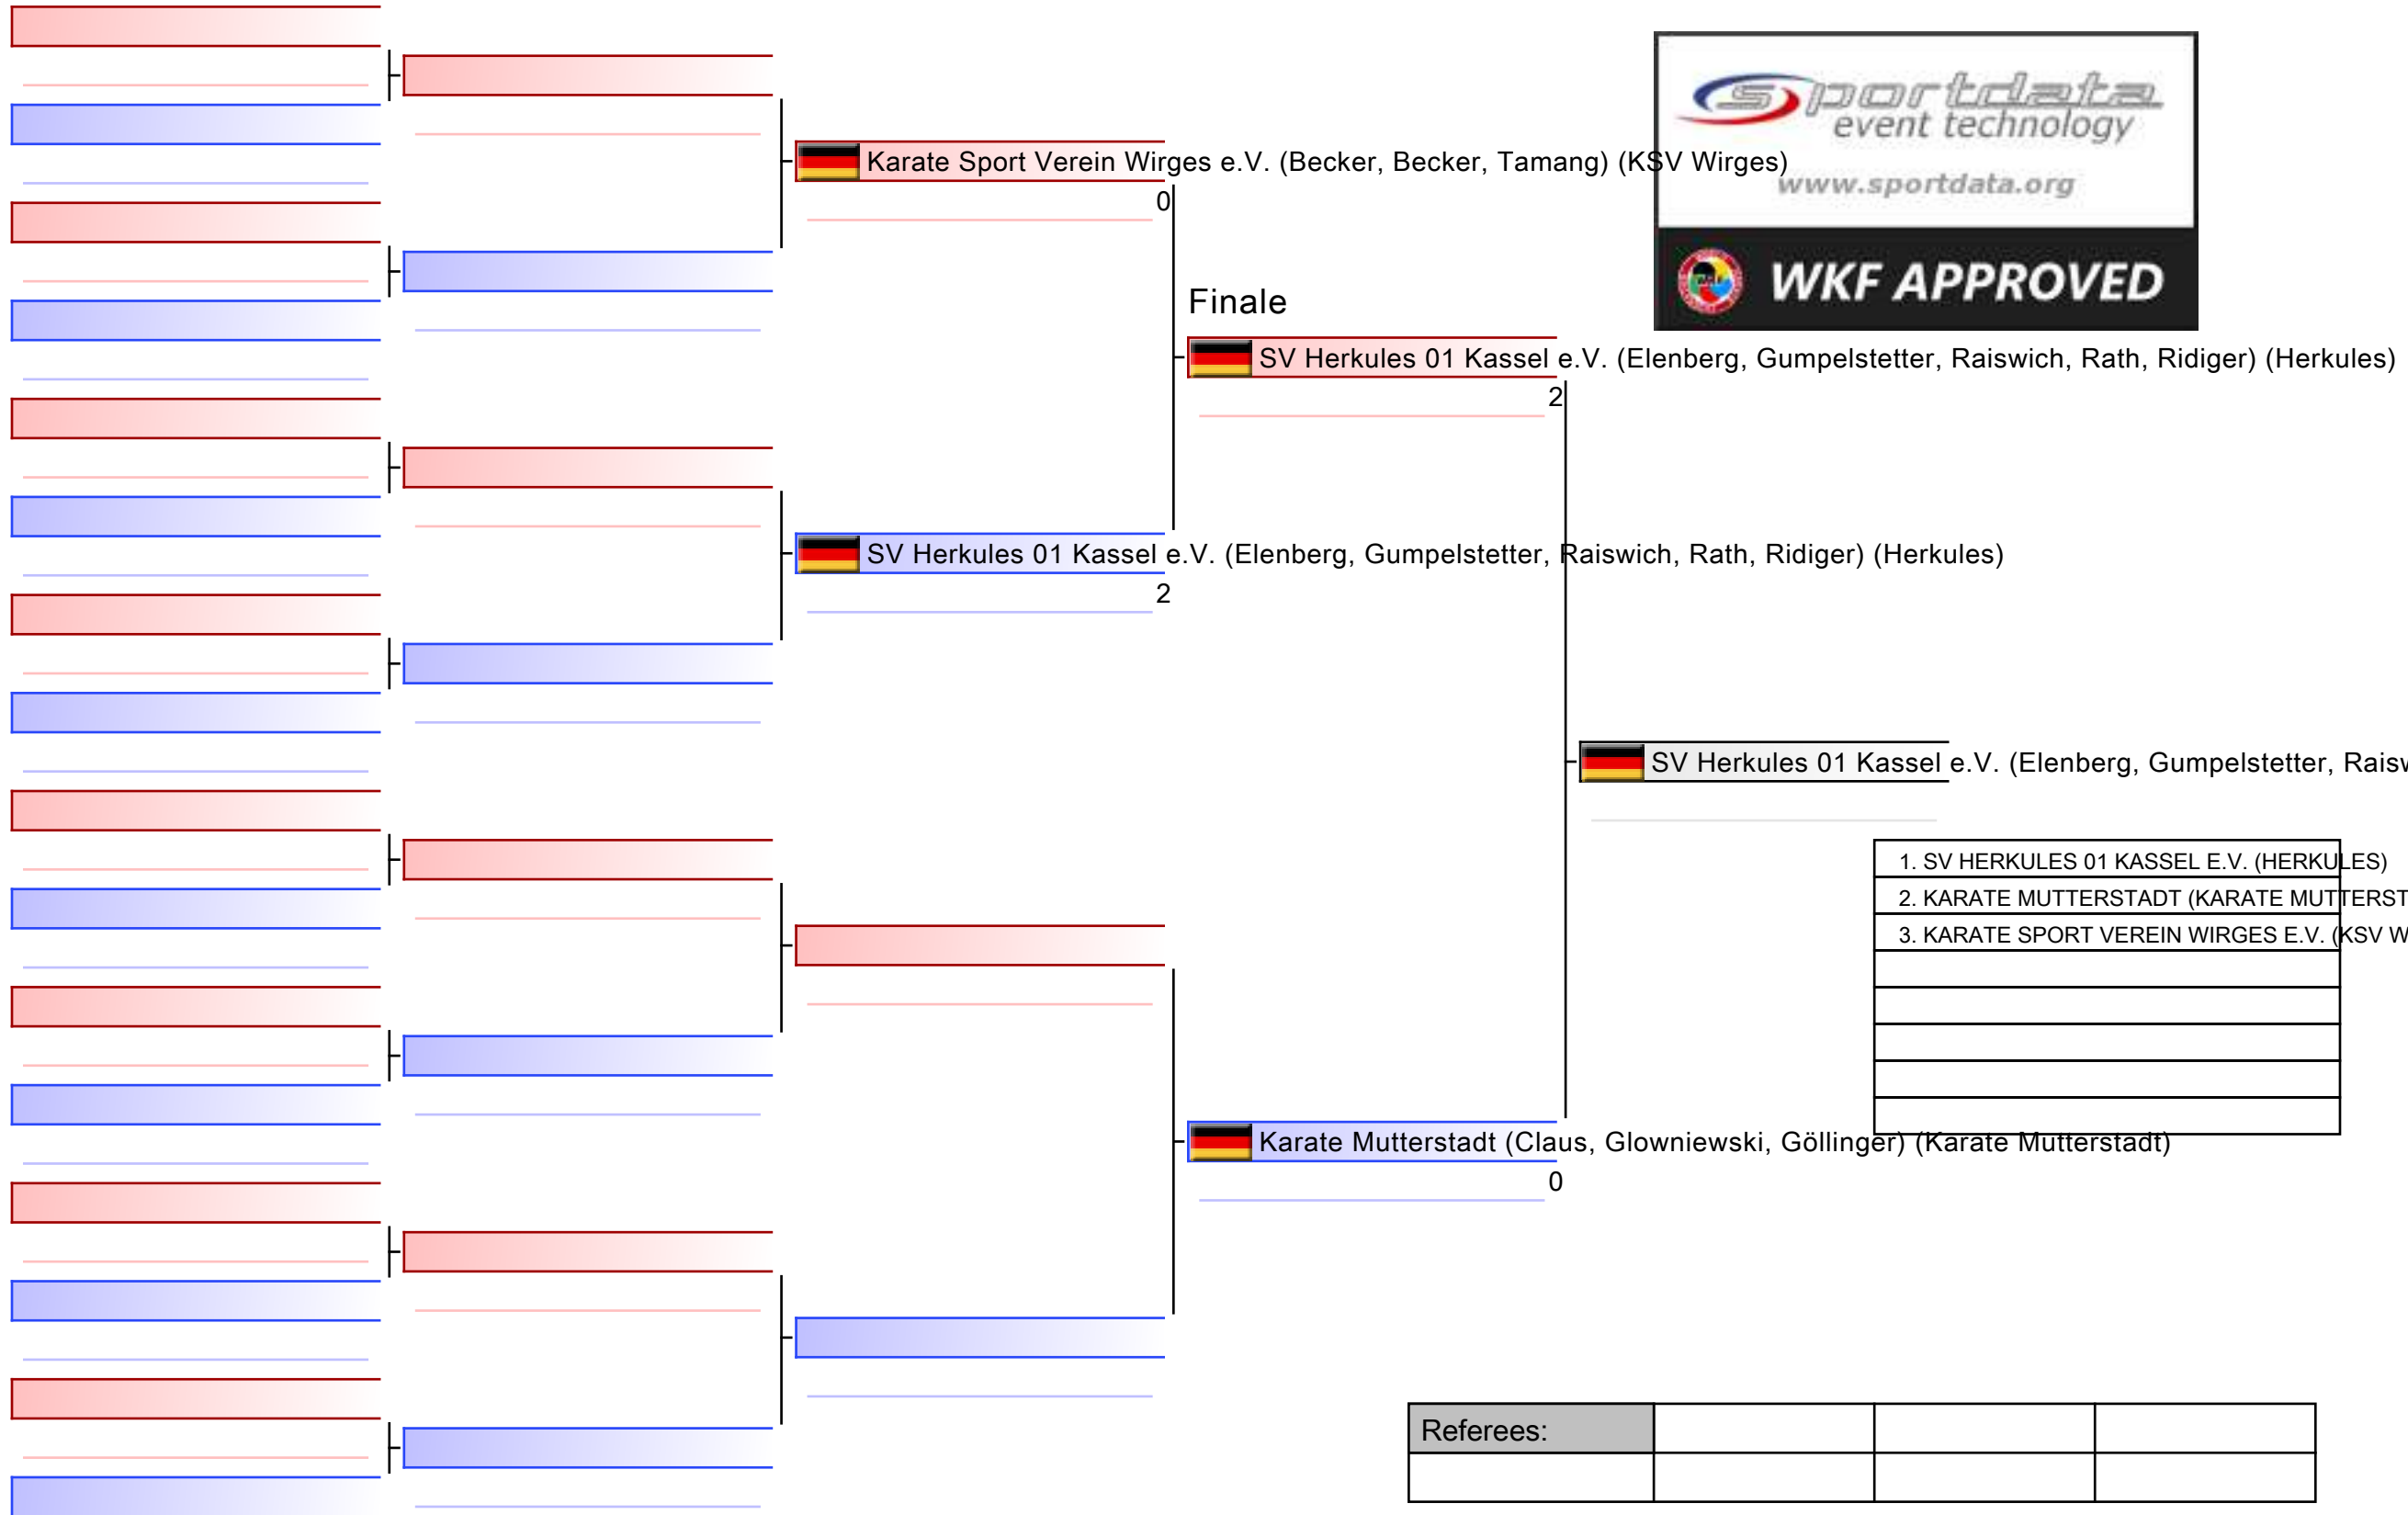 sportdata
event technology
www.sportdata.org
WKF APPROVED
Karate Sport Verein Wirges e.V. (Becker, Becker, Tamang) (KSV Wirges)
0
Finale
SV Herkules 01 Kassel e.V. (Elenberg, Gumpelstetter, Raiswich, Rath, Ridiger) (Herkules)
2
SV Herkules 01 Kassel e.V. (Elenberg, Gumpelstetter, Raiswich, Rath, Ridiger) (Herkules)
2
SV Herkules 01 Kassel e.V. (Elenberg, Gumpelstetter, Raisw
1. SV HERKULES 01 KASSEL E.V. (HERKULES)
2. KARATE MUTTERSTADT (KARATE MUTTERST
3. KARATE SPORT VEREIN WIRGES E.V. (KSV W
Karate Mutterstadt (Claus, Glowniewski, Göllinger) (Karate Mutterstadt)
0
Referees: